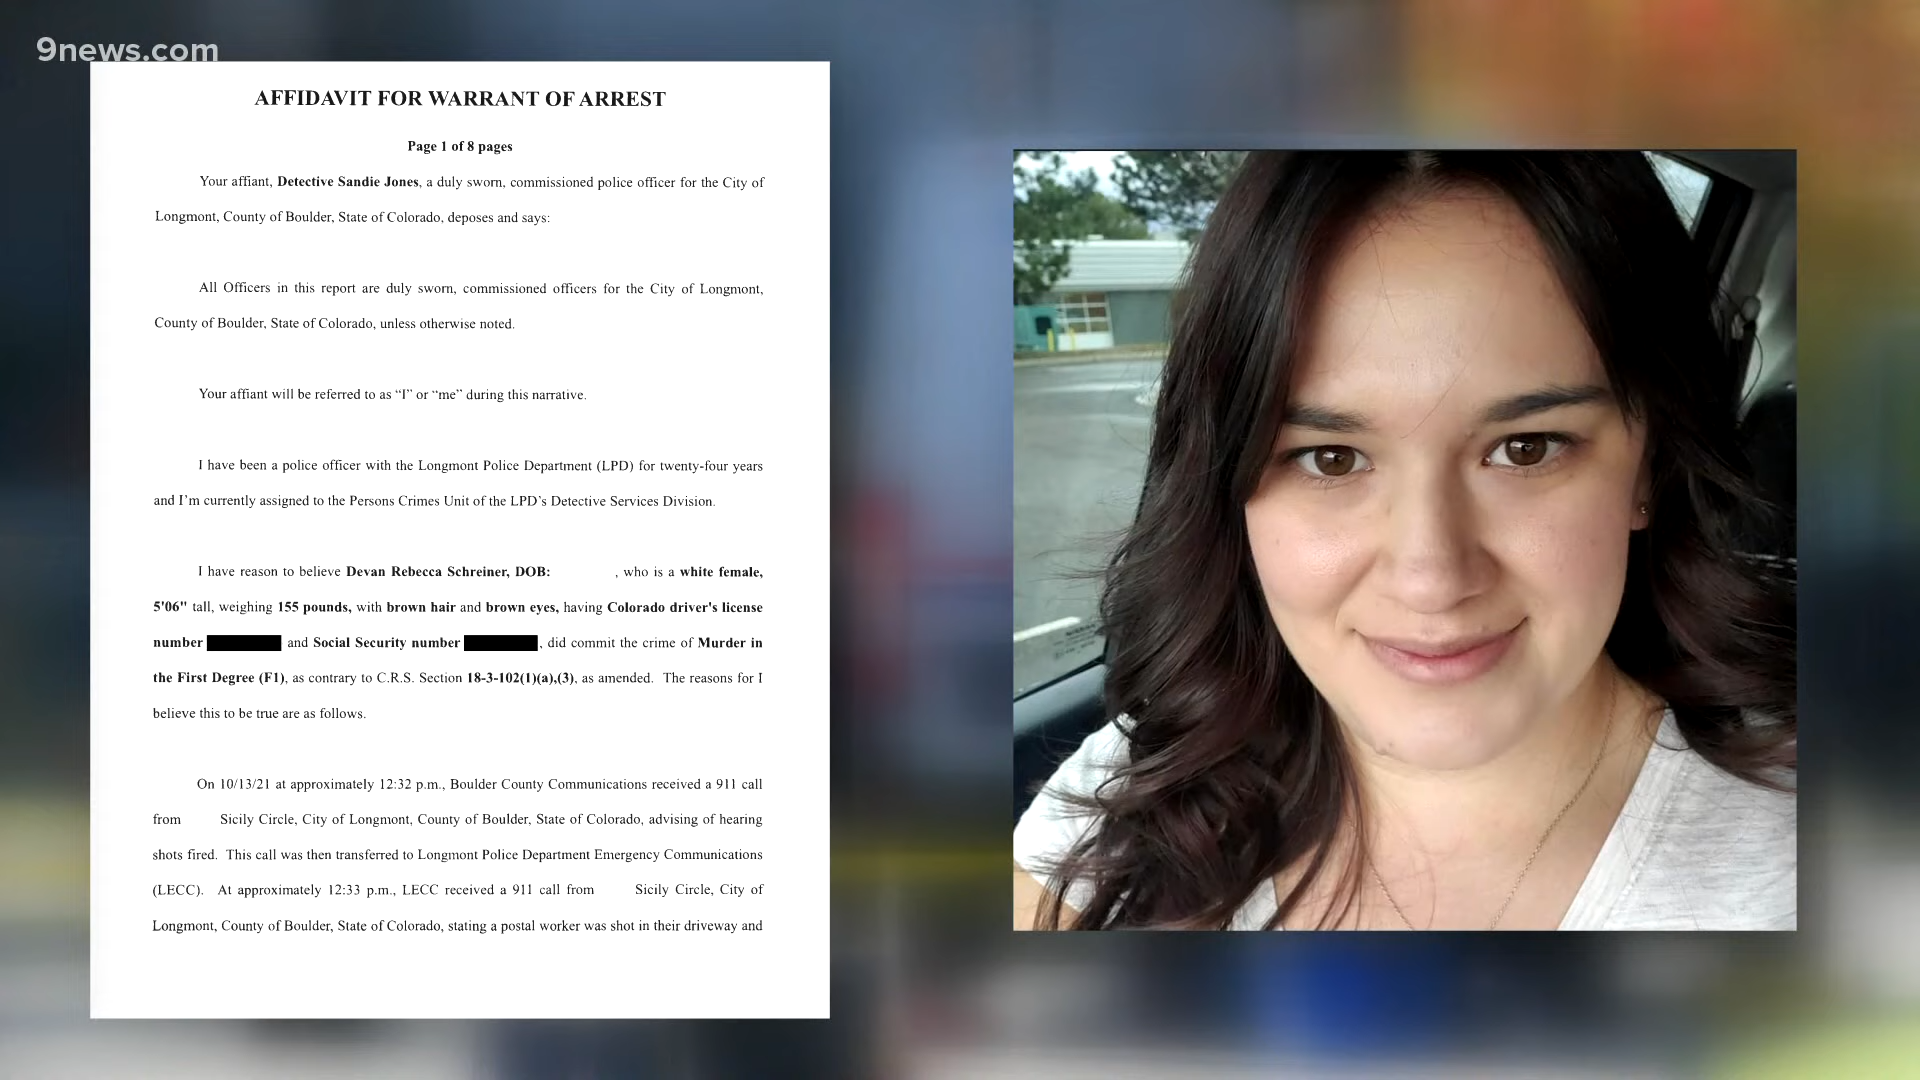 9news.com
AFFIDAVIT FOR WARRANT OF ARREST
Page 1 of 8 pages
Your affiant, Detective Sandie Jones, a duly sworn, commissioned police officer for the City of
Longmont, County of Boulder, State of Colorado, deposes and says:
All Officers in this report are duly sworn, commissioned officers for the City of Longmont,
County of Boulder, State of Colorado, unless otherwise noted.
Your affiant will be referred to as “I” or “me” during this narrative.
I have been a police officer with the Longmont Police Department (LPD) for twenty-four years
and I’m currently assigned to the Persons Crimes Unit of the LPD’s Detective Services Division.
I have reason to believe Devan Rebecca Schreiner, DOB: , who is a white female,
5'06" tall, weighing 155 pounds, with brown hair and brown eyes, having Colorado driver's license
number and Social Security number , did commit the crime of Murder in
the First Degree (F1), as contrary to C.R.S. Section 18-3-102(1)(a),(3), as amended. The reasons for I
believe this to be true are as follows.
On 10/13/21 at approximately 12:32 p.m., Boulder County Communications received a 911 call
from Sicily Circle, City of Longmont, County of Boulder, State of Colorado, advising of hearing
shots fired. This call was then transferred to Longmont Police Department Emergency Communications
(LECC). At approximately 12:33 p.m., LECC received a 911 call from Sicily Circle, City of
Longmont, County of Boulder, State of Colorado, stating a postal worker was shot in their driveway and